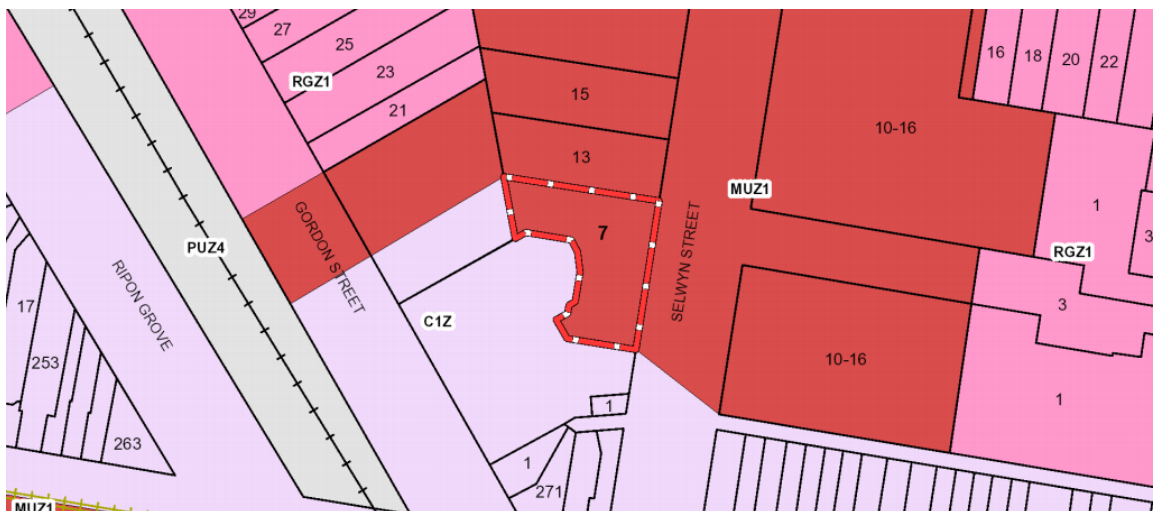 29
27
25
16
18
20
22
RGZ1
23
15
21
10-16
13
MUZ1
1
GORDON STREET
7
3
PUZ4
SELWYN STREET
RGZ1
RIPON GROVE
17
C1Z
3
253
10-16
1
1
263
1
271
MUZ1